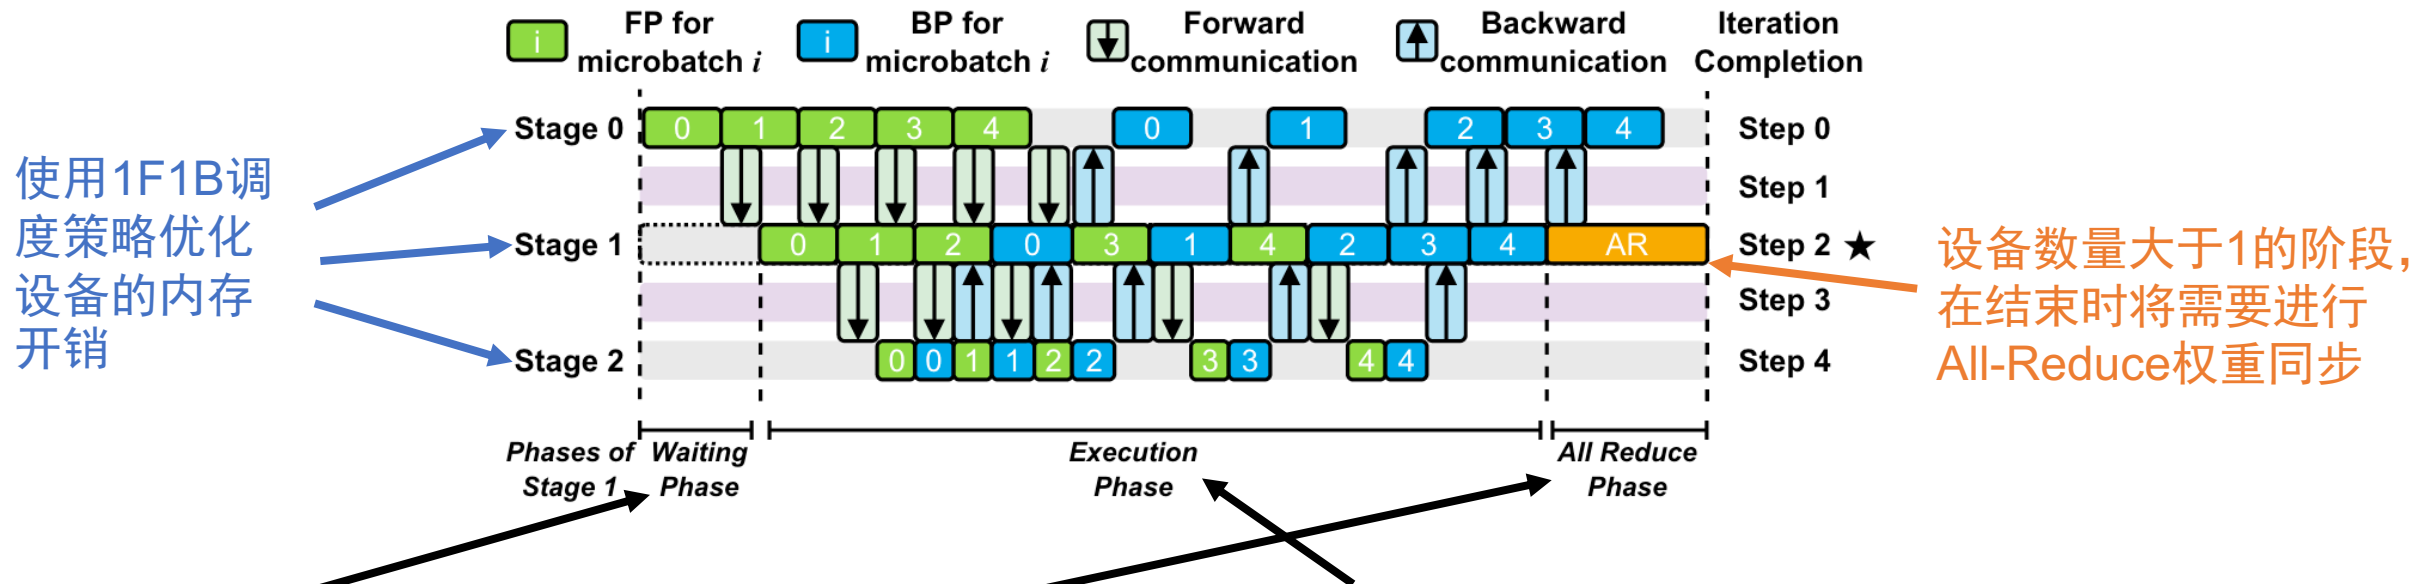 i FP for microbatch i
i BP for microbatch i
Forward communication
Backward communication
Iteration Completion
Stage 0 0 1 2 3 4 0 1 2 3 4 Step 0
Step 1
Stage 1 0 1 2 0 3 1 4 2 3 4 AR Step 2 ★
Step 3
Stage 2 0 0 1 1 2 2 3 3 4 4 Step 4
Phases of Stage 1
Waiting Phase
Execution Phase
All Reduce Phase
使用1F1B调
度策略优化
设备的内存
开销
设备数量大于1的阶段，
在结束时将需要进行
All-Reduce权重同步